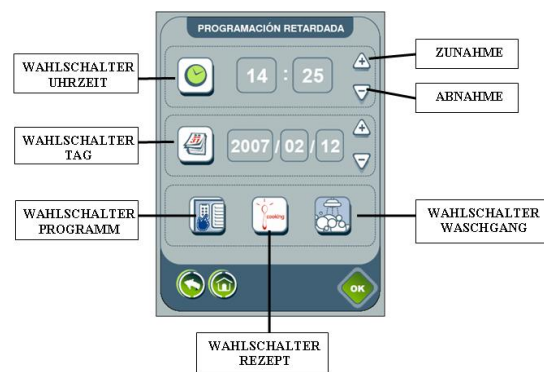 PROGRAMACIÓN RETARDADA
ZUNAHME
WAHLSCHALTER
UHRZEIT
14 : 25
ABNAHME
WAHLSCHALTER
TAG
31
2007 / 02 / 12
WAHLSCHALTER
PROGRAMM
cooking
WAHLSCHALTER
WASCHGANG
OK
WAHLSCHALTER
REZEPT